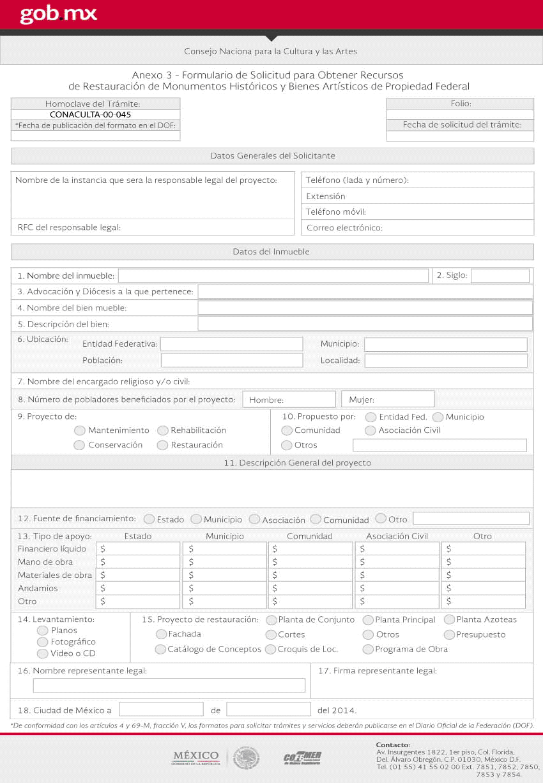 gob.mx
Consejo Naciona para la Cultura y las Artes
Anexo 3 - Formulario de Solicitud para Obtener Recursos
de Restauración de Monumentos Históricos y Bienes Artísticos de Propiedad Federal
Homoclave del Trámite:
CONACULTA-00-045
*Fecha de publicación del formato en el DOF:
Folio:
Fecha de solicitud del trámite:
Datos Generales del Solicitante
Nombre de la instancia que sera la responsable legal del proyecto:
RFC del responsable legal:
Teléfono (lada y número):
Extensión
Teléfono móvil:
Correo electrónico:
Datos del Inmueble
1. Nombre del inmueble: 2. Siglo:
3. Advocación y Diócesis a la que pertenece:
4. Nombre del bien mueble:
5. Descripción del bien:
6. Ubicación: Entidad Federativa: Municipio:
Población: Localidad:
7. Nombre del encargado religioso y/o civil:
8. Número de pobladores beneficiados por el proyecto: Hombre: Mujer:
9. Proyecto de:
Mantenimiento Rehabilitación
Conservación Restauración
10. Propuesto por: Entidad Fed. Municipio
Comunidad Asociación Civil
Otros
11. Descripción General del proyecto
12. Fuente de financiamiento: Estado Municipio Asociación Comunidad Otro
13. Tipo de apoyo: Estado Municipio Comunidad Asociación Civil Otro
Financiero líquido $ $ $ $ $
Mano de obra $ $ $ $ $
Materiales de obra $ $ $ $ $
Andamios $ $ $ $ $
Otro $ $ $ $ $
14. Levantamiento:
Planos
Fotográfico
Video o CD
15. Proyecto de restauración: Planta de Conjunto Planta Principal Planta Azoteas
Fachada Cortes Otros Presupuesto
Catálogo de Conceptos Croquis de Loc. Programa de Obra
16. Nombre representante legal: 17. Firma representante legal:
18. Ciudad de México a de del 2014.
*De conformidad con los artículos 4 y 69-M, fracción V, los formatos para solicitar trámites y servicios deberán publicarse en el Diario Oficial de la Federación (DOF).
MÉXICO
COFEMER
Contacto:
Av. Insurgentes 1822, 1er piso, Col. Florida,
Del. Álvaro Obregón, C.P. 01030, México D.F.
Tel. (01 55) 41 55 02 00 Ext. 7851, 7852, 7850,
7853 y 7854.